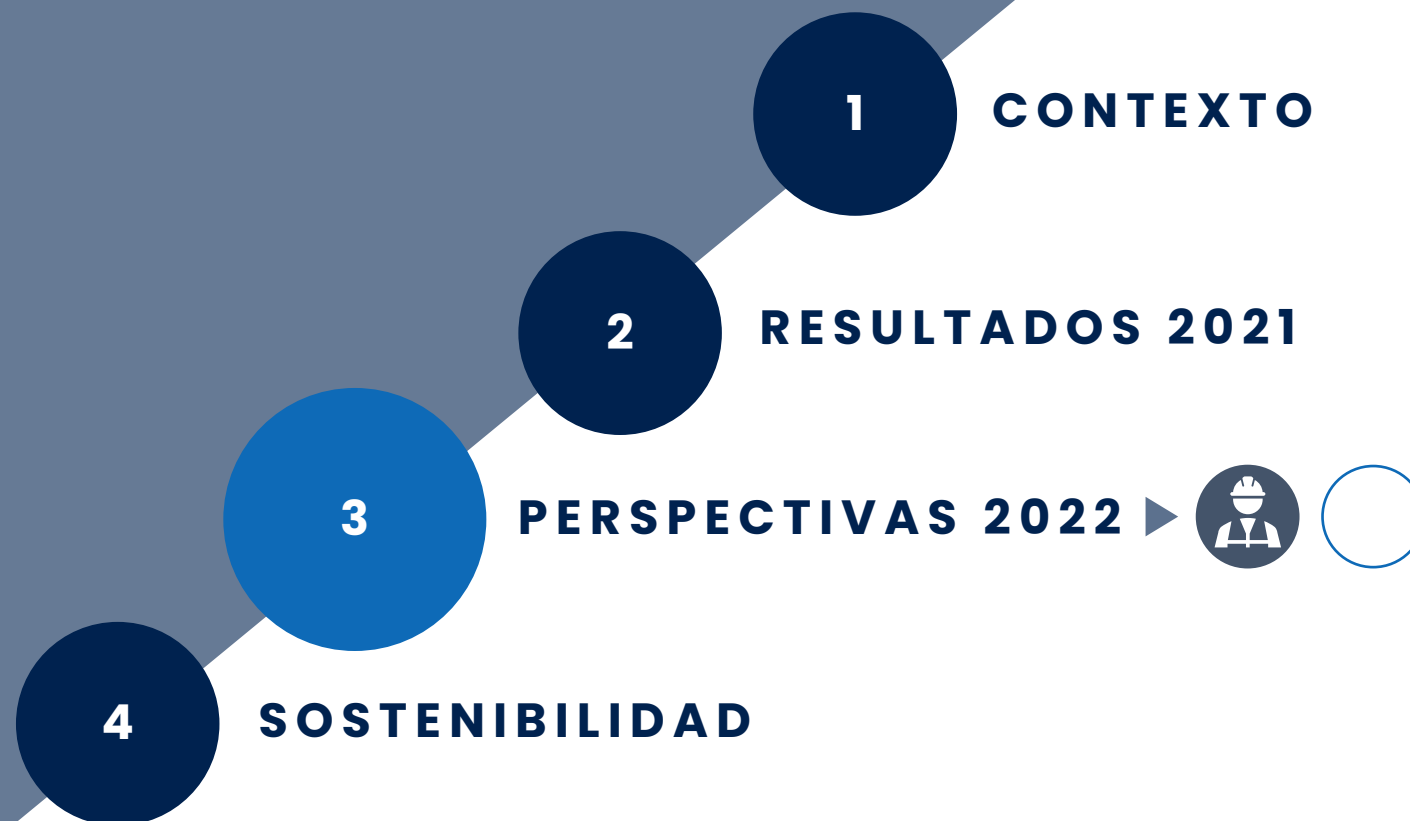 1 CONTEXTO
2 RESULTADOS 2021
3 PERSPECTIVAS 2022
4 SOSTENIBILIDAD